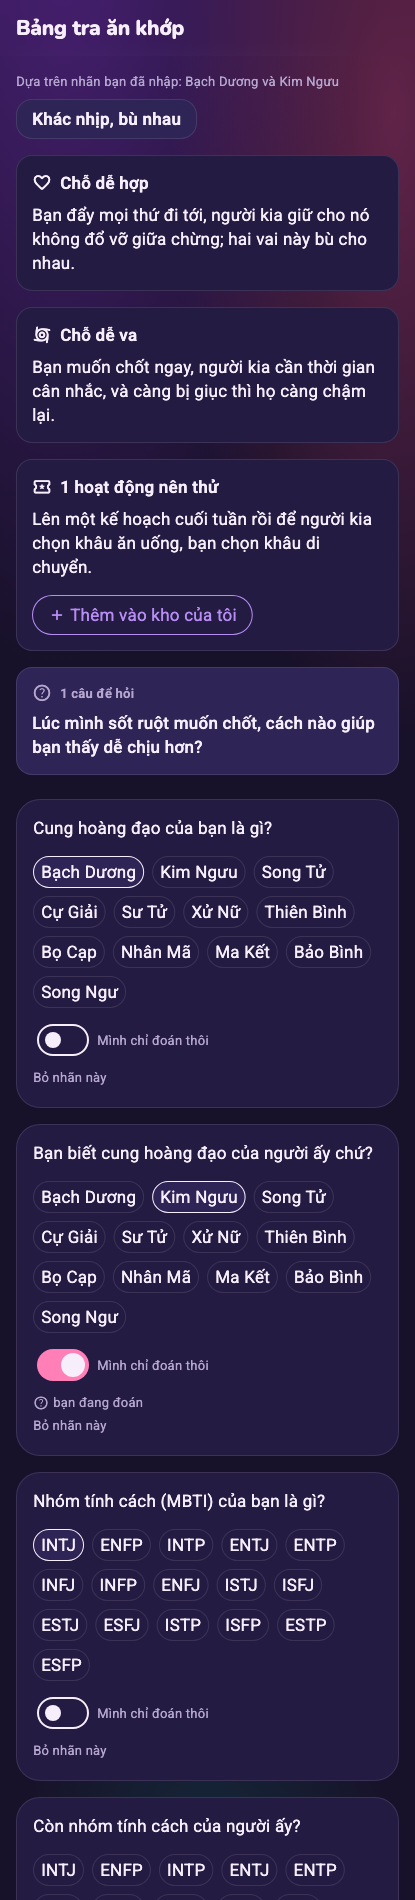 Bảng tra ăn khớp
Dựa trên nhãn bạn đã nhập: Bạch Dương và Kim Ngưu
Khác nhịp, bù nhau
Chỗ dễ hợp
Bạn đẩy mọi thứ đi tới, người kia giữ cho nó
không đổ vỡ giữa chừng; hai vai này bù cho
nhau.
Chỗ dễ va
Bạn muốn chốt ngay, người kia cần thời gian
cân nhắc, và càng bị giục thì họ càng chậm
lại.
1 hoạt động nên thử
Lên một kế hoạch cuối tuần rồi để người kia
chọn khâu ăn uống, bạn chọn khâu di
chuyển.
+ Thêm vào kho của tôi
1 câu để hỏi
Lúc mình sốt ruột muốn chốt, cách nào giúp
bạn thấy dễ chịu hơn?
Cung hoàng đạo của bạn là gì?
Bạch Dương Kim Ngưu Song Tử
Cự Giải Sư Tử Xử Nữ Thiên Bình
Bọ Cạp Nhân Mã Ma Kết Bảo Bình
Song Ngư
Mình chỉ đoán thôi
Bỏ nhãn này
Bạn biết cung hoàng đạo của người ấy chứ?
Bạch Dương Kim Ngưu Song Tử
Cự Giải Sư Tử Xử Nữ Thiên Bình
Bọ Cạp Nhân Mã Ma Kết Bảo Bình
Song Ngư
Mình chỉ đoán thôi
bạn đang đoán
Bỏ nhãn này
Nhóm tính cách (MBTI) của bạn là gì?
INTJ ENFP INTP ENTJ ENTP
INFJ INFP ENFJ ISTJ ISFJ
ESTJ ESFJ ISTP ISFP ESTP
ESFP
Mình chỉ đoán thôi
Bỏ nhãn này
Còn nhóm tính cách của người ấy?
INTJ ENFP INTP ENTJ ENTP